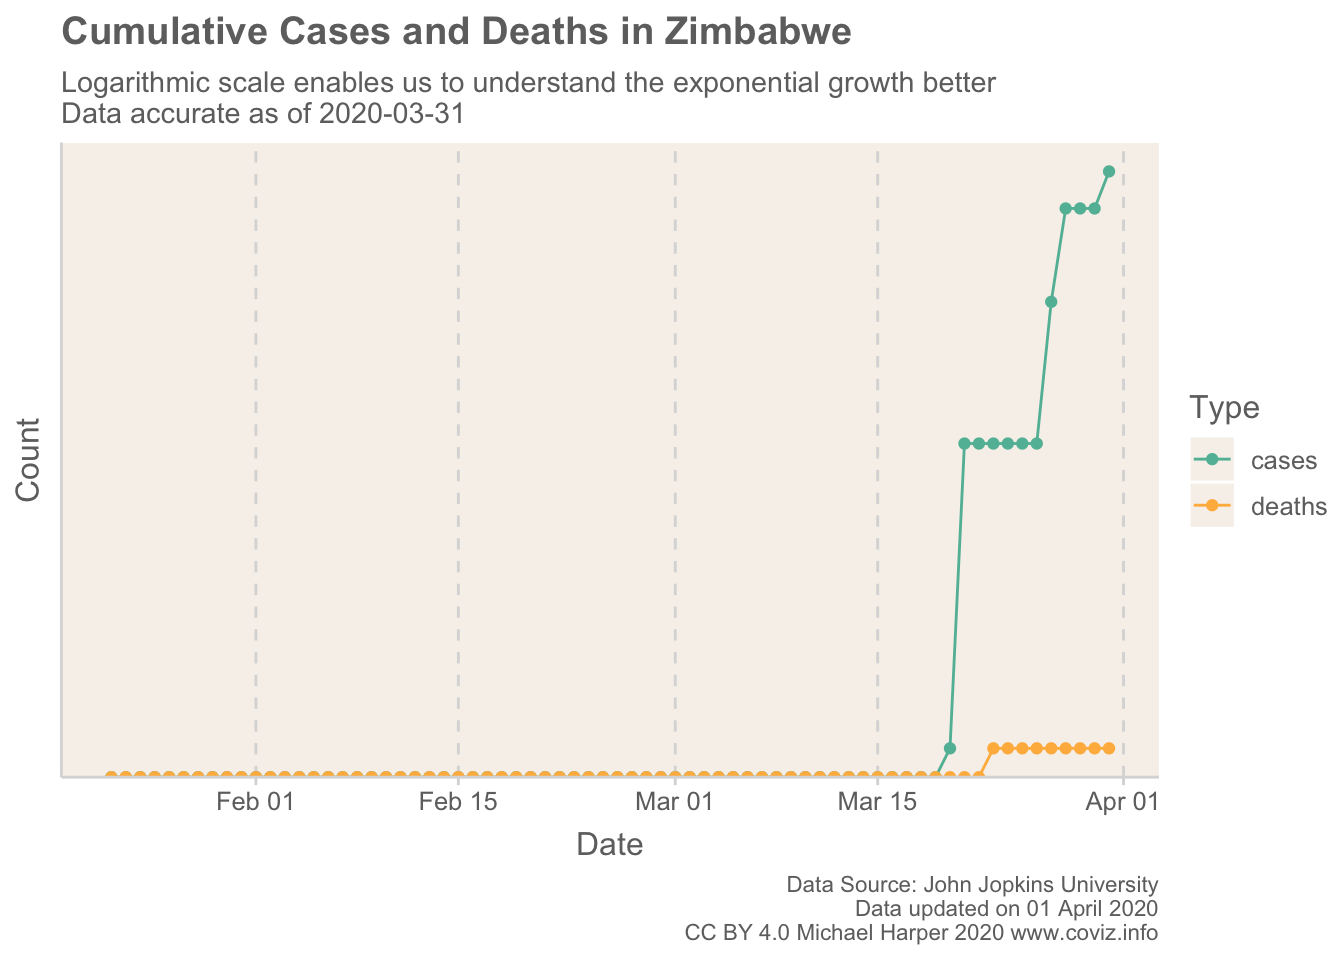 Cumulative Cases and Deaths in Zimbabwe
Logarithmic scale enables us to understand the exponential growth better
Data accurate as of 2020-03-31
Count
Type
cases
deaths
Feb 01
Feb 15
Mar 01
Mar 15
Apr 01
Date
Data Source: John Jopkins University
Data updated on 01 April 2020
CC BY 4.0 Michael Harper 2020 www.coviz.info